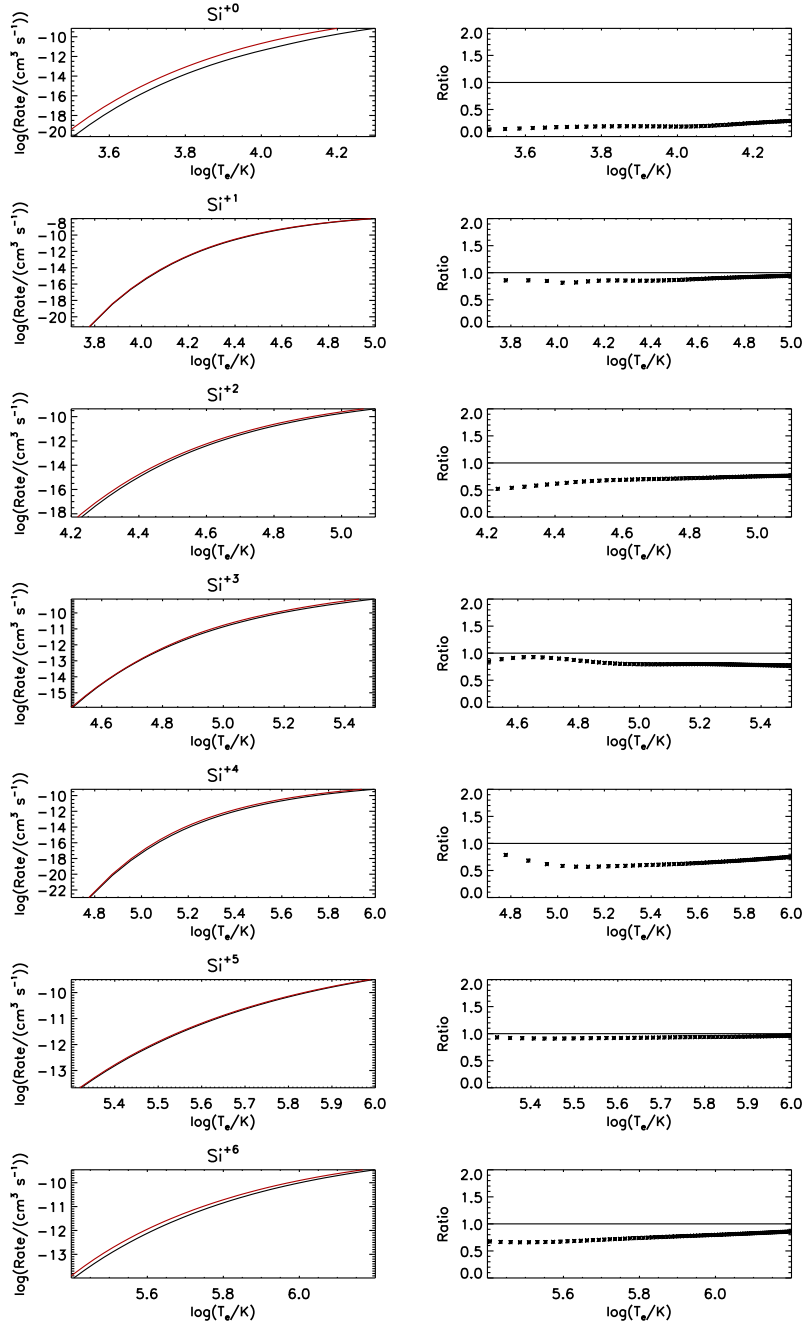 Si⁺⁰
log(Rate/(cm³ s⁻¹))
−10
−12
−14
−16
−18
−20
3.6 3.8 4.0 4.2
log(Tₑ/K)
Ratio
2.0
1.5
1.0
0.5
0.0
3.6 3.8 4.0 4.2
log(Tₑ/K)
Si⁺¹
log(Rate/(cm³ s⁻¹))
−8
−10
−12
−14
−16
−18
−20
3.8 4.0 4.2 4.4 4.6 4.8 5.0
log(Tₑ/K)
Ratio
2.0
1.5
1.0
0.5
0.0
3.8 4.0 4.2 4.4 4.6 4.8 5.0
log(Tₑ/K)
Si⁺²
log(Rate/(cm³ s⁻¹))
−10
−12
−14
−16
−18
4.2 4.4 4.6 4.8 5.0
log(Tₑ/K)
Ratio
2.0
1.5
1.0
0.5
0.0
4.2 4.4 4.6 4.8 5.0
log(Tₑ/K)
Si⁺³
log(Rate/(cm³ s⁻¹))
−10
−11
−12
−13
−14
−15
4.6 4.8 5.0 5.2 5.4
log(Tₑ/K)
Ratio
2.0
1.5
1.0
0.5
0.0
4.6 4.8 5.0 5.2 5.4
log(Tₑ/K)
Si⁺⁴
log(Rate/(cm³ s⁻¹))
−10
−12
−14
−16
−18
−20
−22
4.8 5.0 5.2 5.4 5.6 5.8 6.0
log(Tₑ/K)
Ratio
2.0
1.5
1.0
0.5
0.0
4.8 5.0 5.2 5.4 5.6 5.8 6.0
log(Tₑ/K)
Si⁺⁵
log(Rate/(cm³ s⁻¹))
−10
−11
−12
−13
5.4 5.5 5.6 5.7 5.8 5.9 6.0
log(Tₑ/K)
Ratio
2.0
1.5
1.0
0.5
0.0
5.4 5.5 5.6 5.7 5.8 5.9 6.0
log(Tₑ/K)
Si⁺⁶
log(Rate/(cm³ s⁻¹))
−10
−11
−12
−13
5.6 5.8 6.0
log(Tₑ/K)
Ratio
2.0
1.5
1.0
0.5
0.0
5.6 5.8 6.0
log(Tₑ/K)